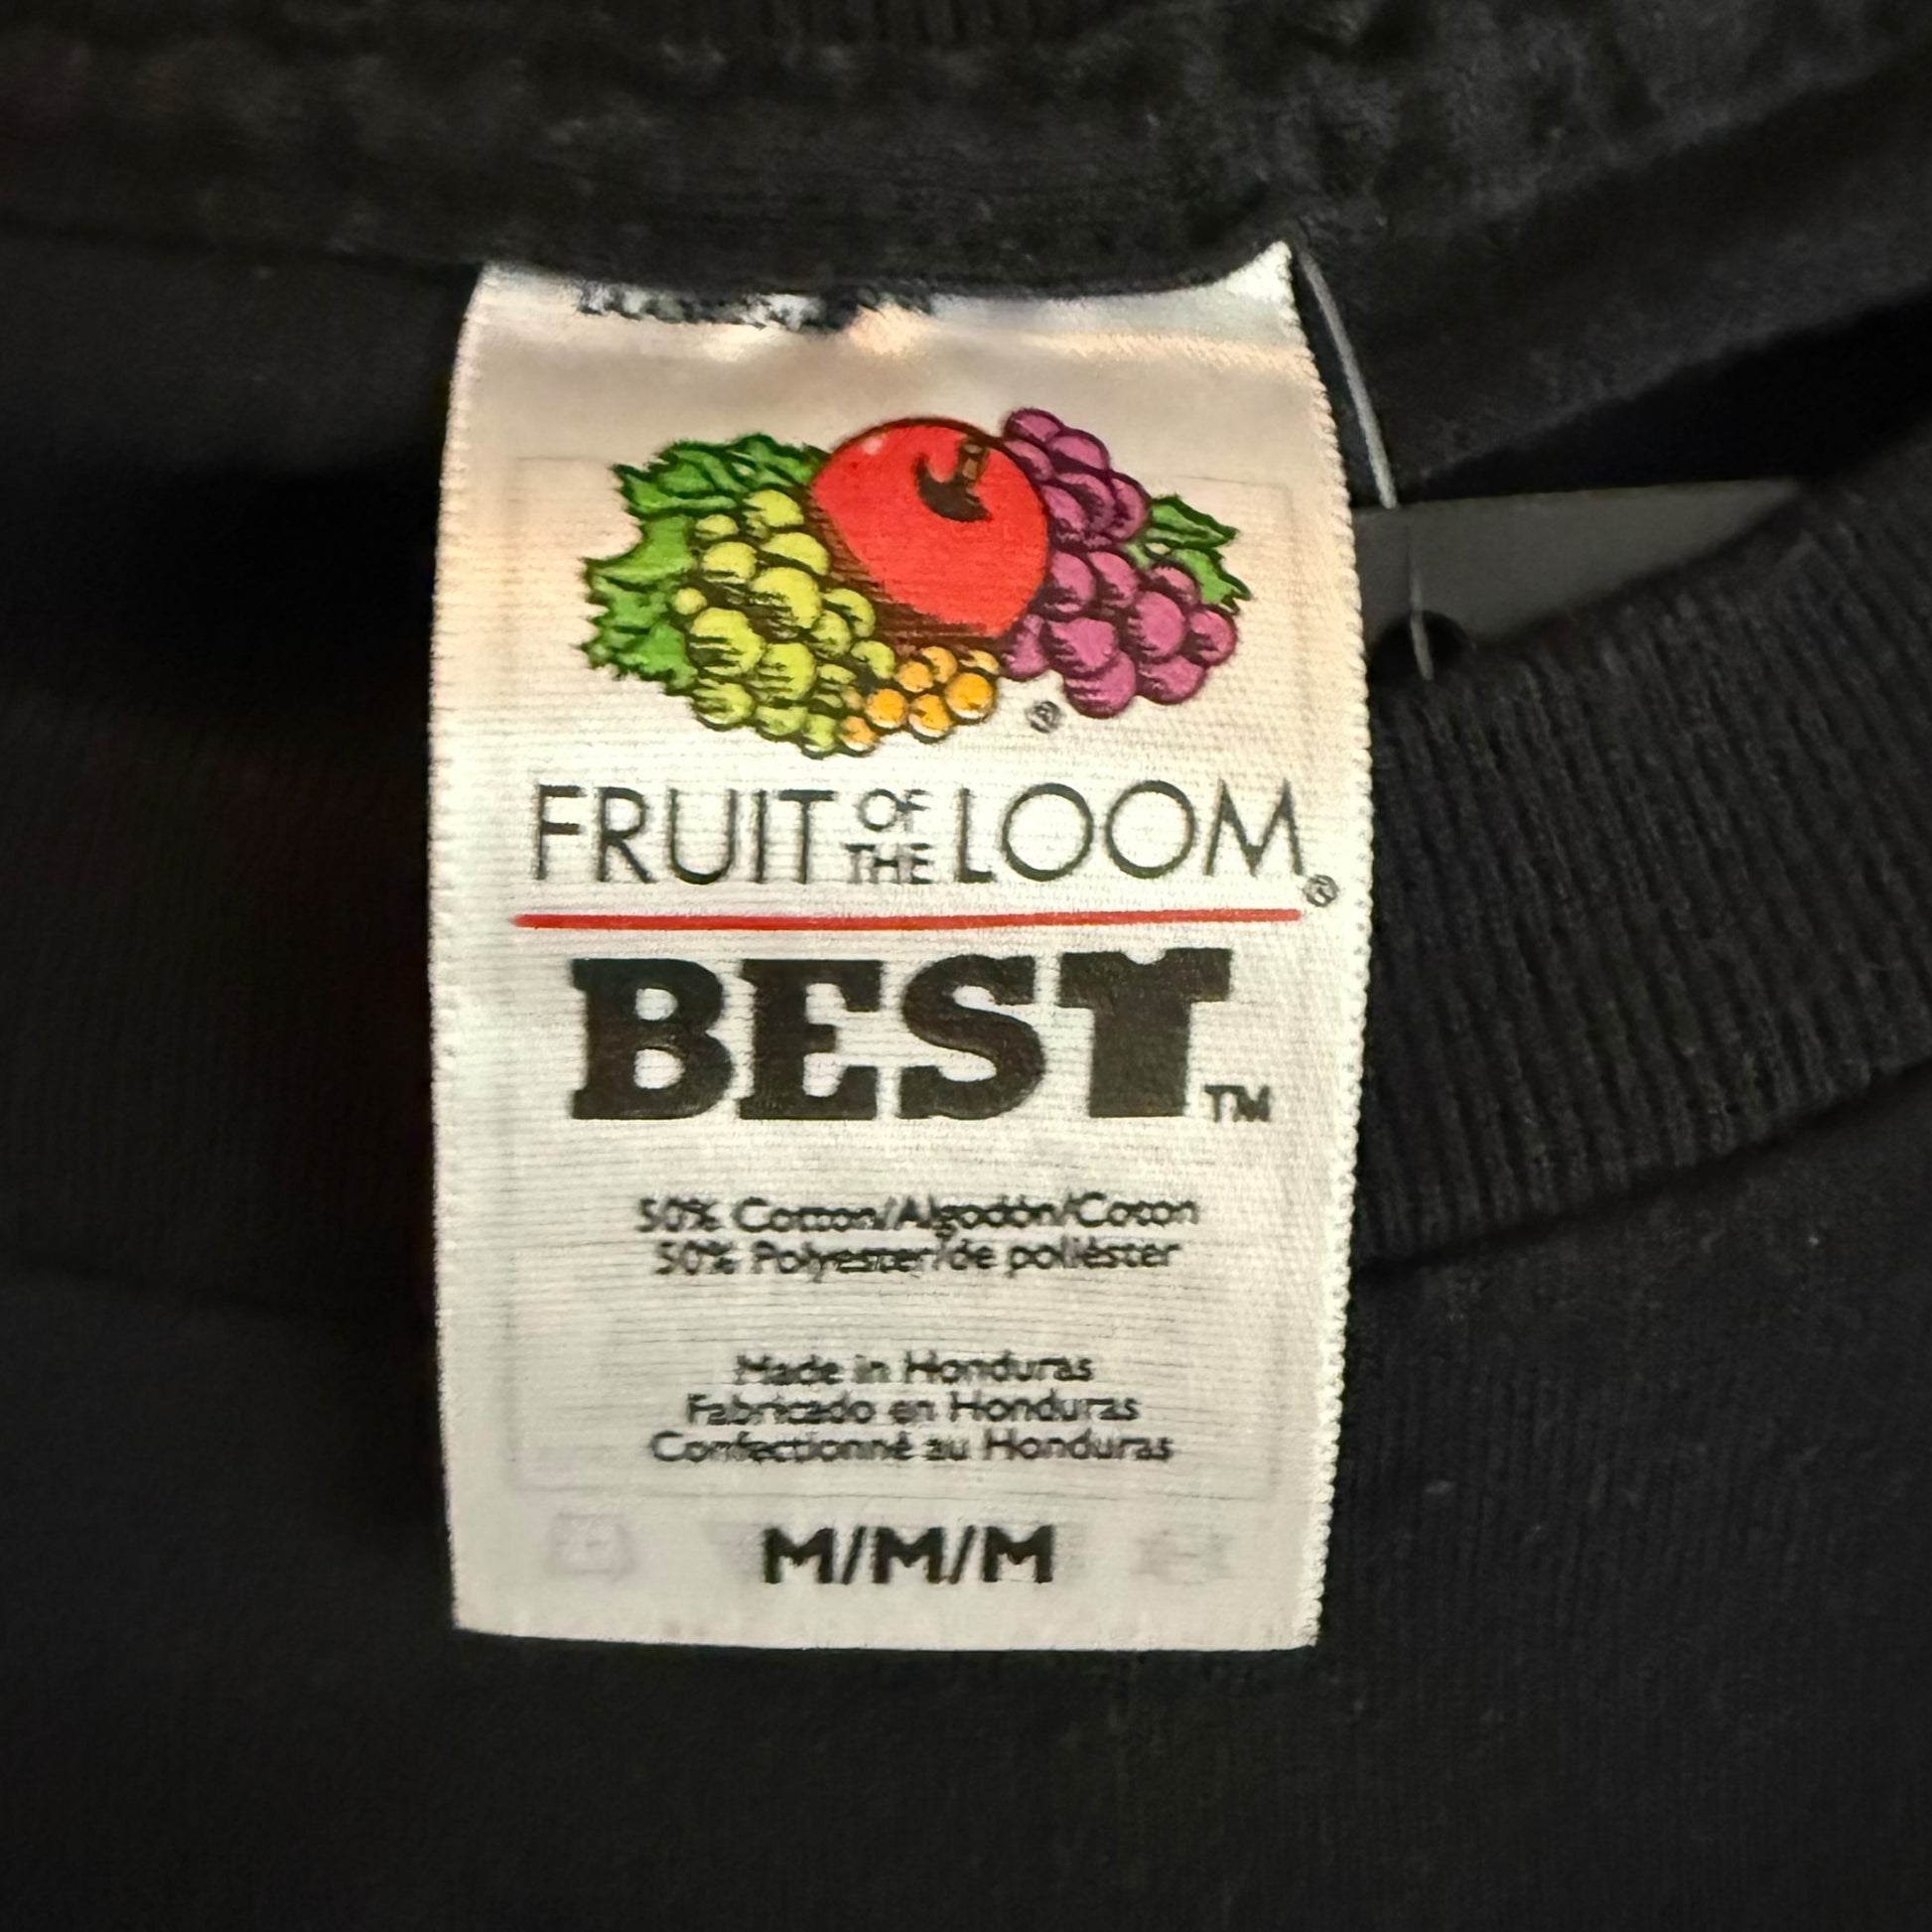 ®
FRUIT OF THE LOOM®
BEST™
50% Cotton/Algodón/Coton
50% Polyester/de poliéster
Made in Honduras
Fabricado en Honduras
Confectionné au Honduras
M/M/M